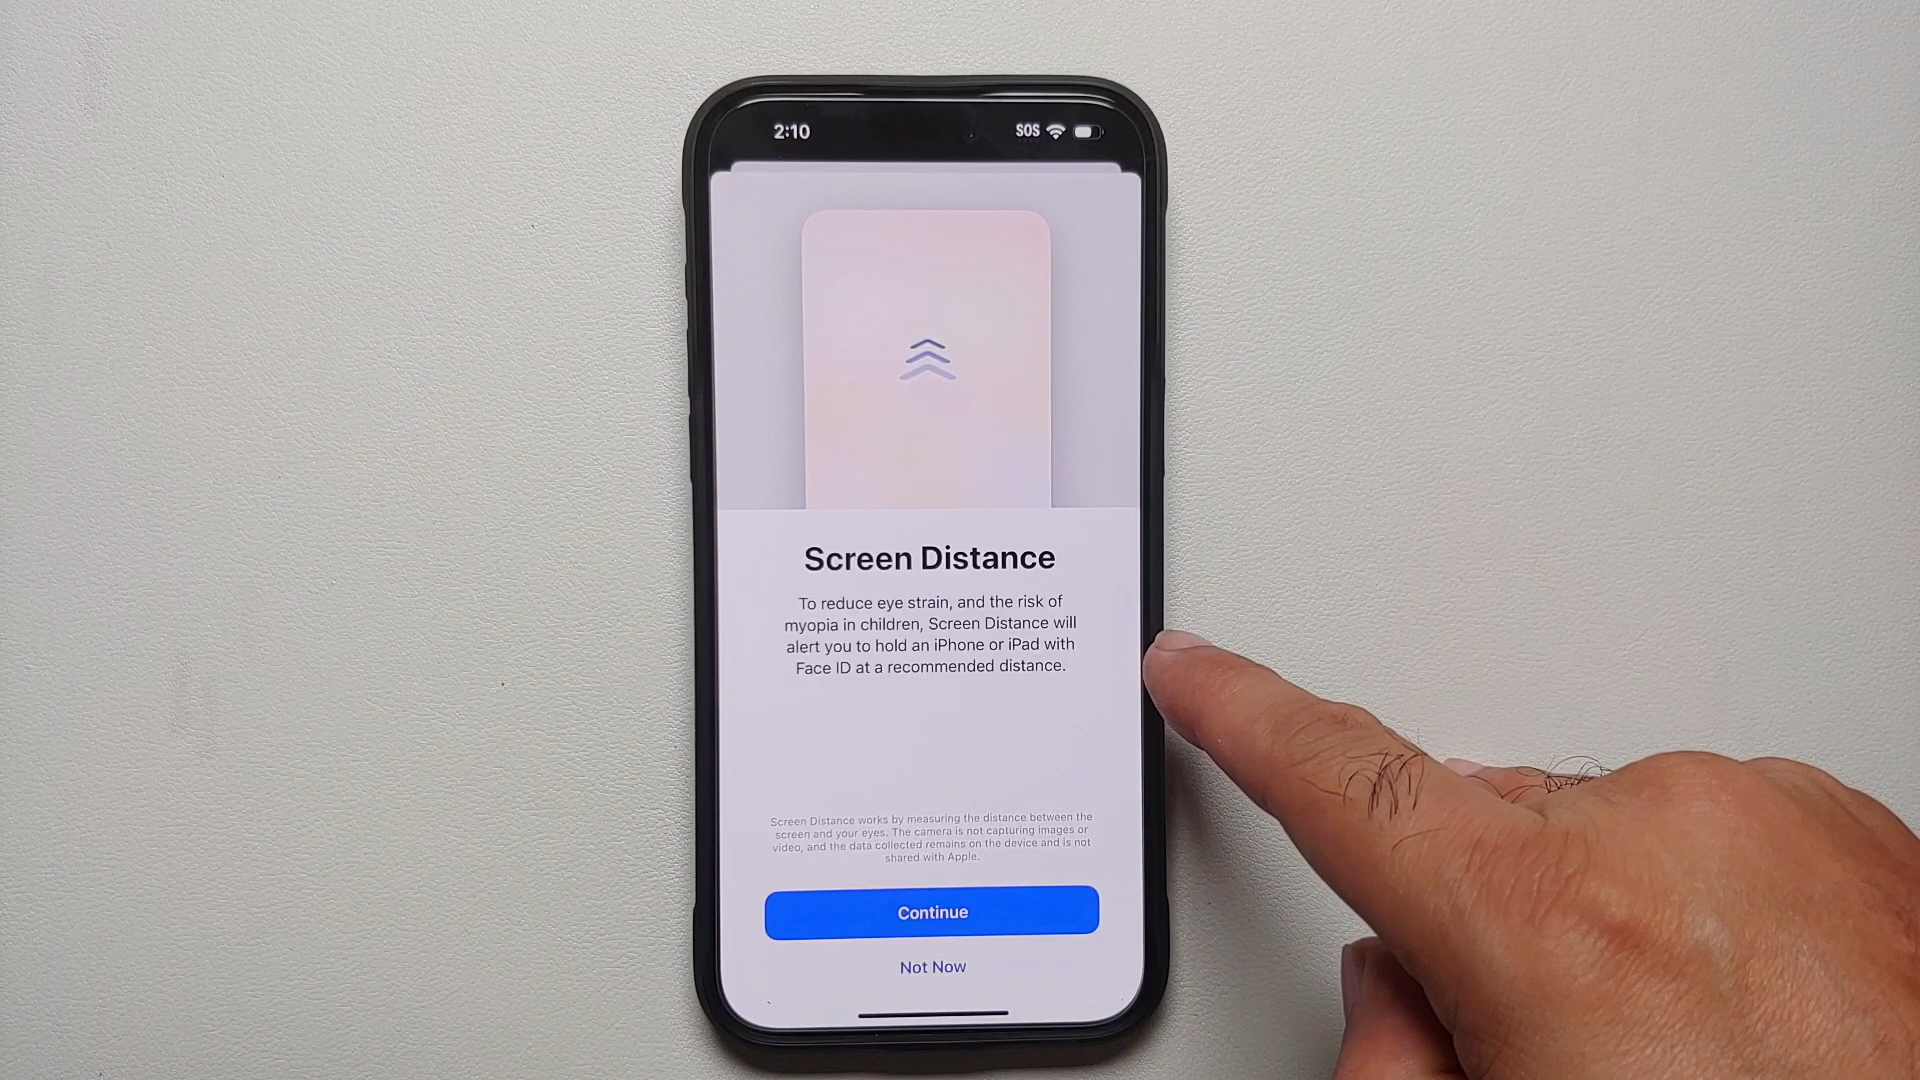 2:10 SOS
Screen Distance
To reduce eye strain, and the risk of
myopia in children, Screen Distance will
alert you to hold an iPhone or iPad with
Face ID at a recommended distance.
Screen Distance works by measuring the distance between the
screen and your eyes. The camera is not capturing images or
video, and the data collected remains on the device and is not
shared with Apple.
Continue
Not Now